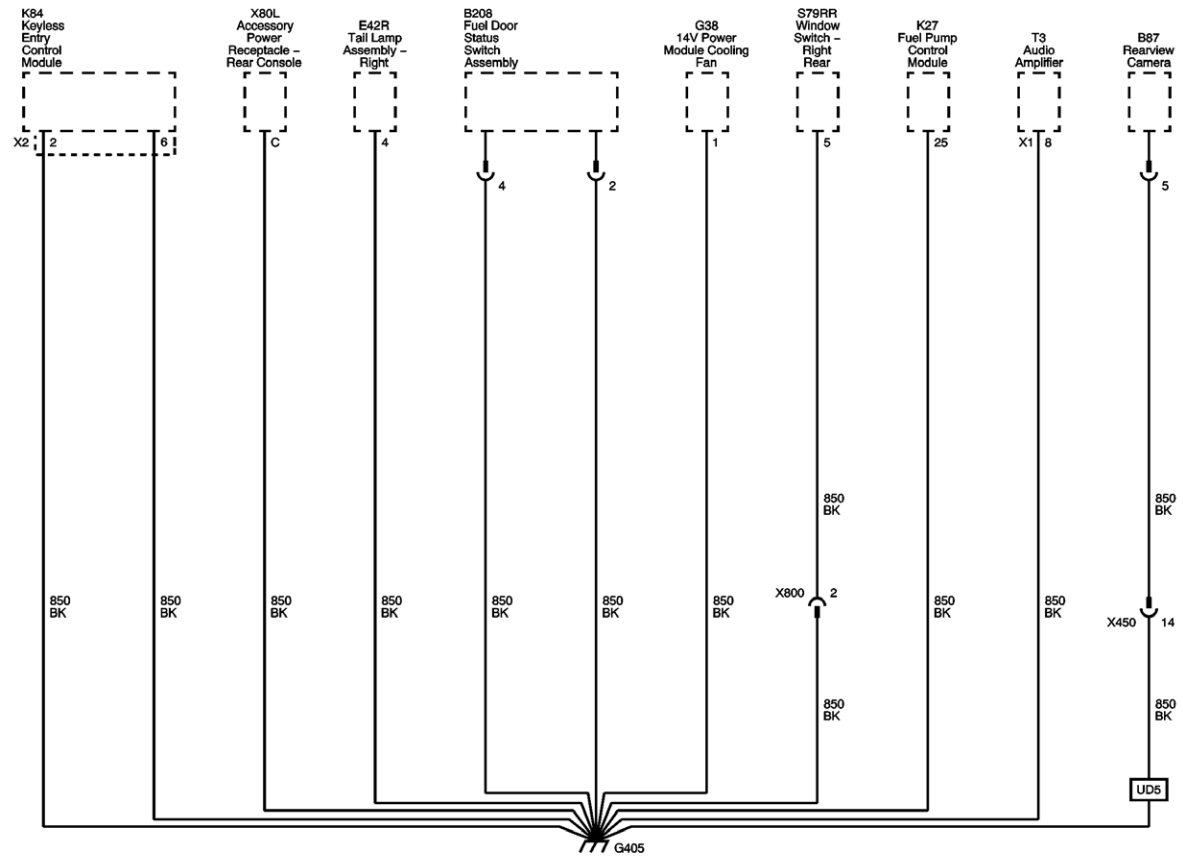 K84
Keyless
Entry
Control
Module
X80L
Accessory
Power
Receptacle –
Rear Console
E42R
Tail Lamp
Assembly –
Right
B208
Fuel Door
Status
Switch
Assembly
G38
14V Power
Module Cooling
Fan
S79RR
Window
Switch –
Right
Rear
K27
Fuel Pump
Control
Module
T3
Audio
Amplifier
B87
Rearview
Camera
X2 2 6 C 4 1 5 25 X1 8
4 2 5
850 850
BK BK
X800 2
850 850 850 850 850 850 850 850 850
BK BK BK BK BK BK BK BK BK
X450 14
850 850
BK BK
UD5
G405